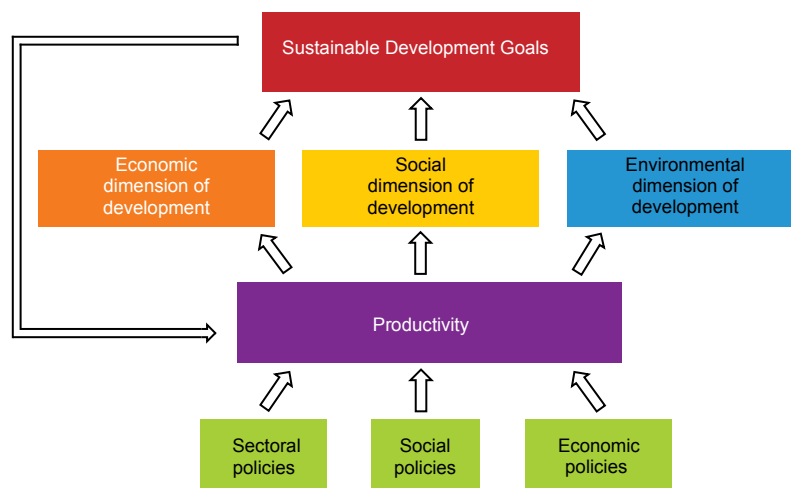 Sustainable Development Goals
Economic
dimension of
development
Social
dimension of
development
Environmental
dimension of
development
Productivity
Sectoral
policies
Social
policies
Economic
policies